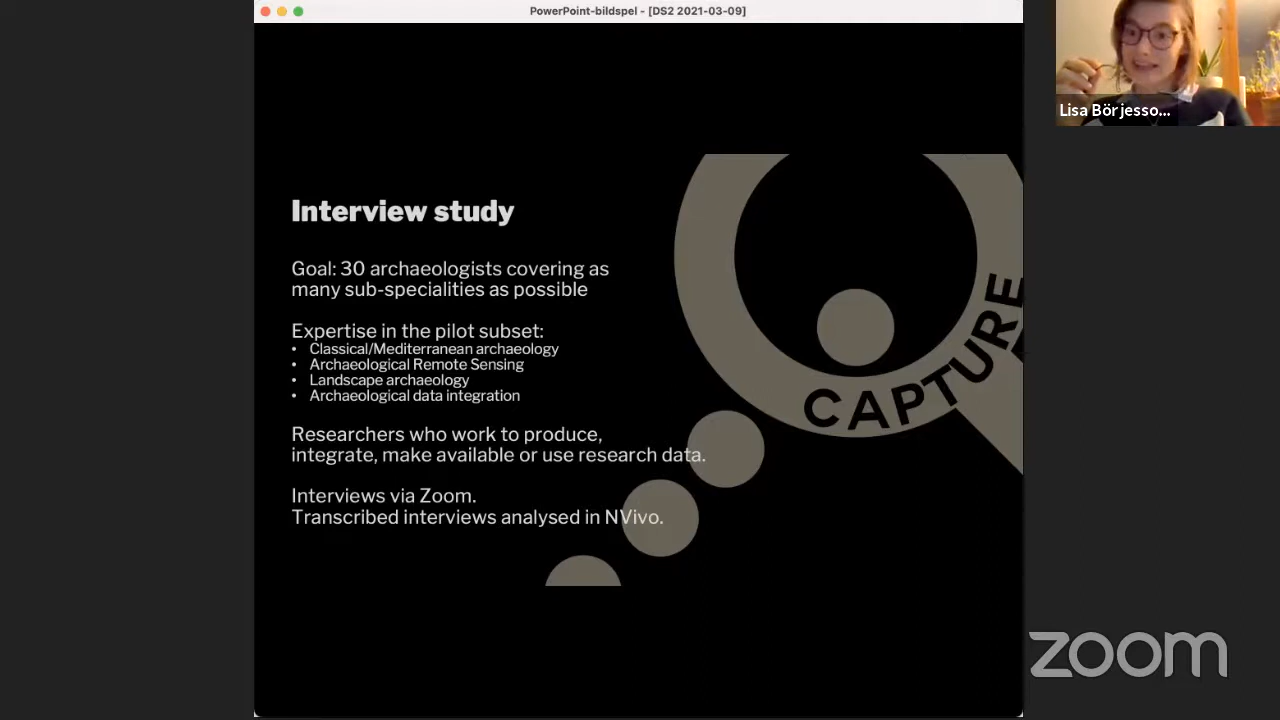 PowerPoint-bildspel - [DS2 2021-03-09]
Lisa Börjesso...
Interview study
Goal: 30 archaeologists covering as
many sub-specialities as possible
Expertise in the pilot subset:
• Classical/Mediterranean archaeology
• Archaeological Remote Sensing
• Landscape archaeology
• Archaeological data integration
Researchers who work to produce,
integrate, make available or use research data.
Interviews via Zoom.
Transcribed interviews analysed in NVivo.
CAPTURE
zoom